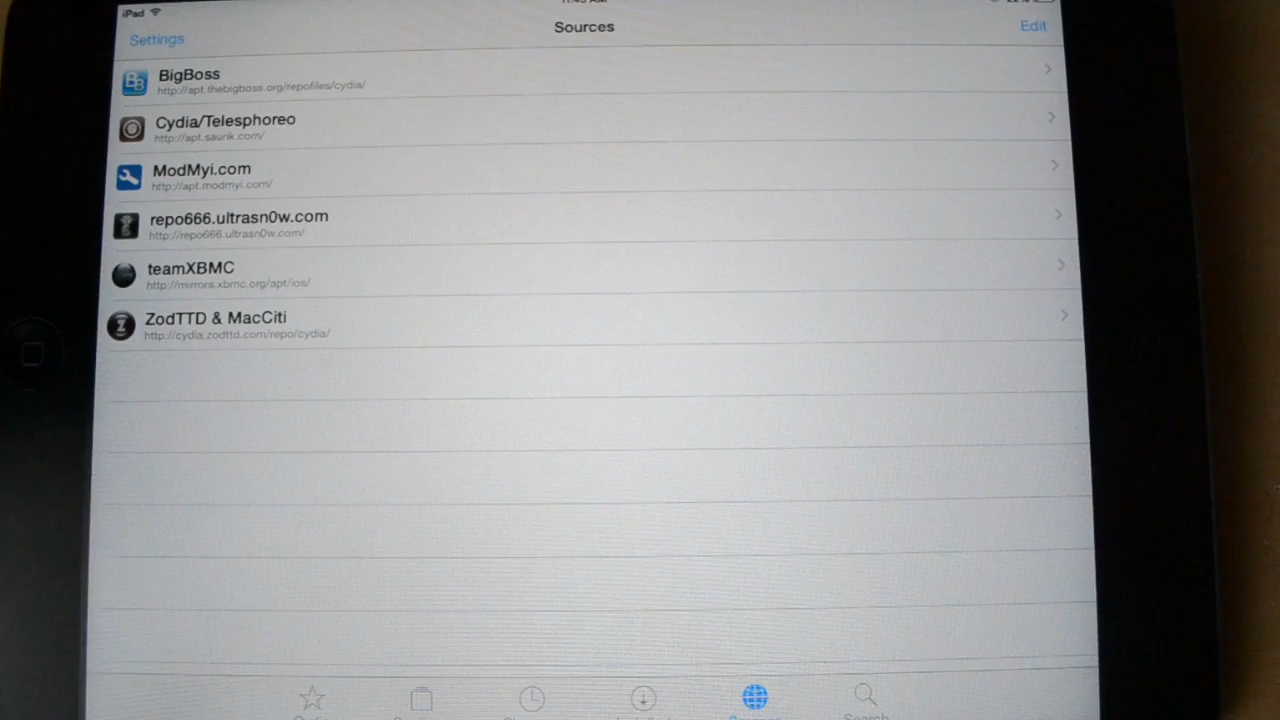 iPad
Settings
Sources
Edit
BigBoss
http://apt.thebigboss.org/repofiles/cydia/
Cydia/Telesphoreo
http://apt.saurik.com/
ModMyi.com
http://apt.modmyi.com/
repo666.ultrasn0w.com
http://repo666.ultrasn0w.com/
teamXBMC
http://mirrors.xbmc.org/apt/ios/
ZodTTD & MacCiti
http://cydia.zodttd.com/repo/cydia/
Search